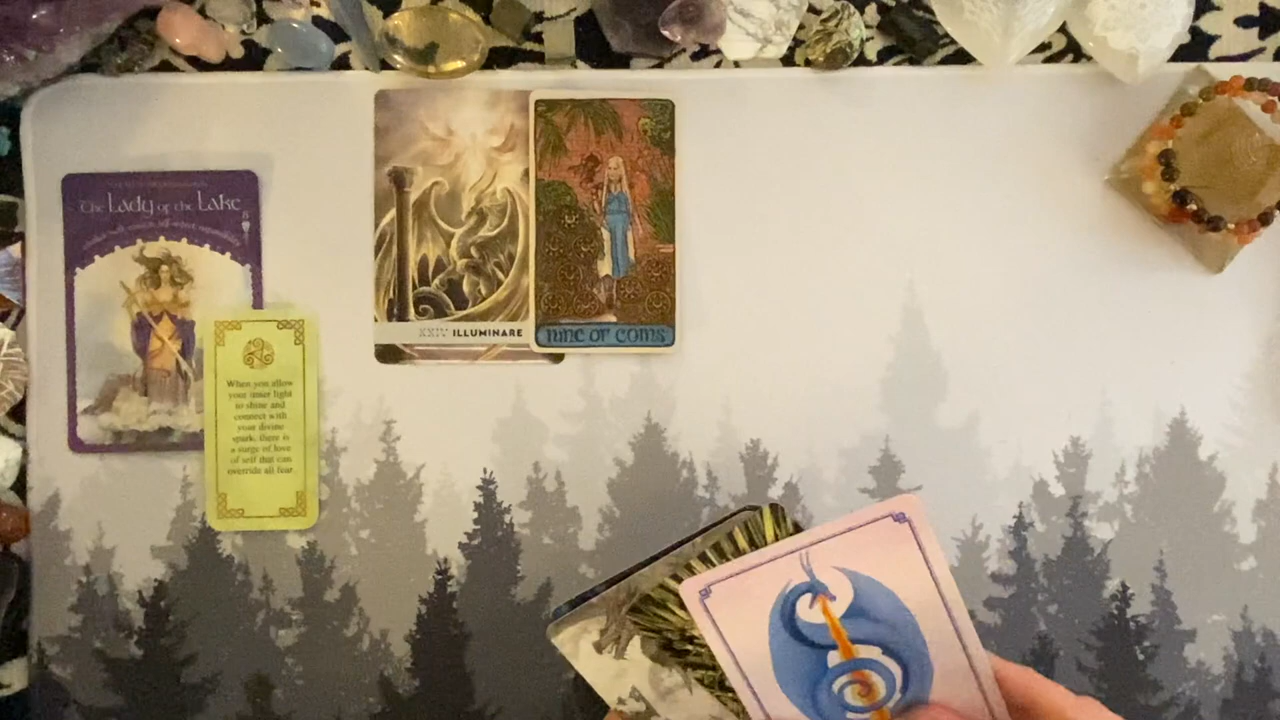 The Lady of the Lake
8
When you allow
your inner light
to shine and
connect with
your divine
spark, there is
a surge of love
of self that can
override all fear.
XXIV ILLUMINARE
NINE OF COINS